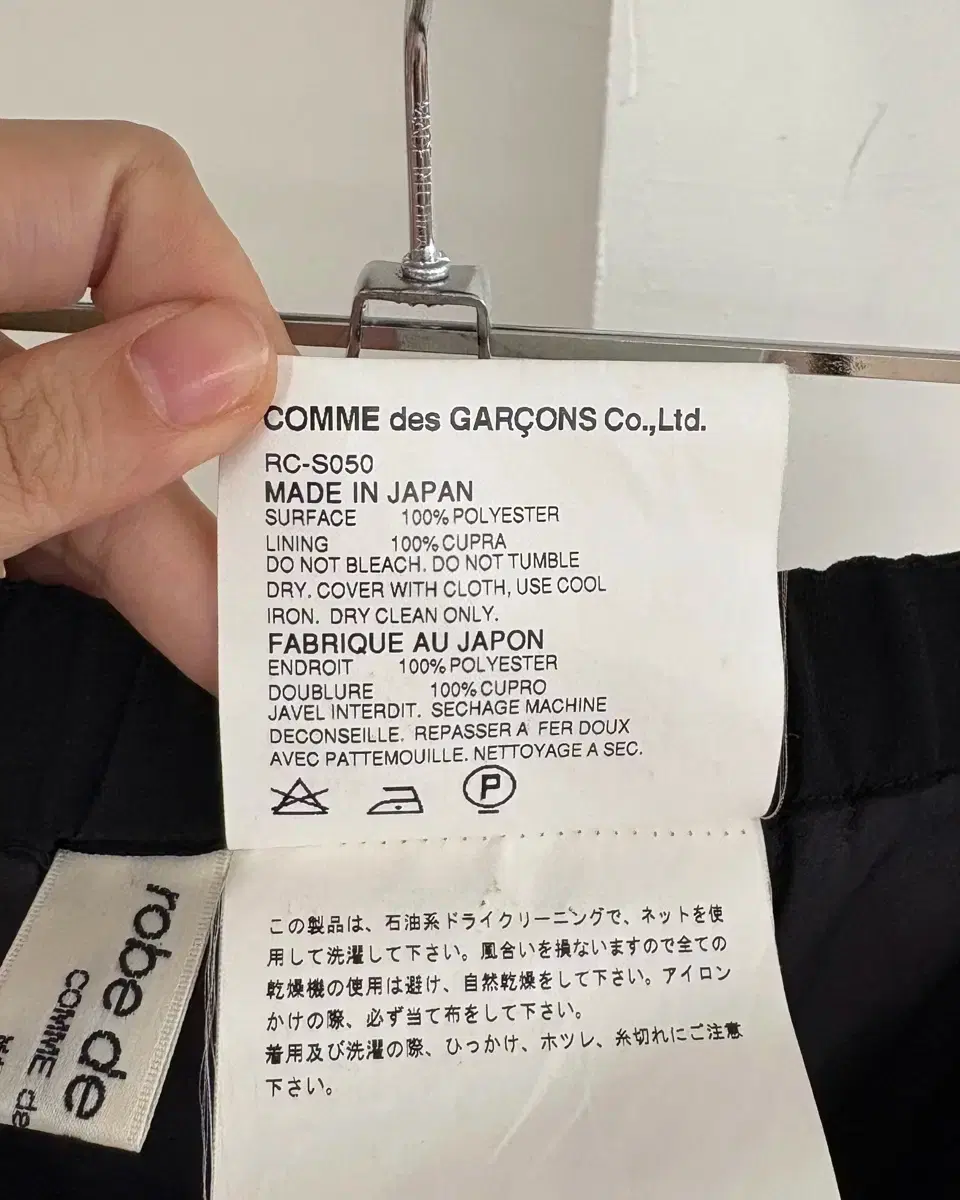 COMME des GARÇONS Co.,Ltd.
RC-S050
MADE IN JAPAN
SURFACE 100% POLYESTER
LINING 100% CUPRA
DO NOT BLEACH. DO NOT TUMBLE
DRY. COVER WITH CLOTH, USE COOL
IRON. DRY CLEAN ONLY.
FABRIQUE AU JAPON
ENDROIT 100% POLYESTER
DOUBLURE 100% CUPRO
JAVEL INTERDIT. SECHAGE MACHINE
DECONSEILLE. REPASSER A FER DOUX
AVEC PATTEMOUILLE. NETTOYAGE A SEC.
P
この製品は、石油系ドライクリーニングで、ネットを使
用して洗濯して下さい。風合いを損ないますので全ての
乾燥機の使用は避け、自然乾燥をして下さい。アイロン
かけの際、必ず当て布をして下さい。
着用及び洗濯の際、ひっかけ、ホツレ、糸切れにご注意
下さい。
robe de
COMME de